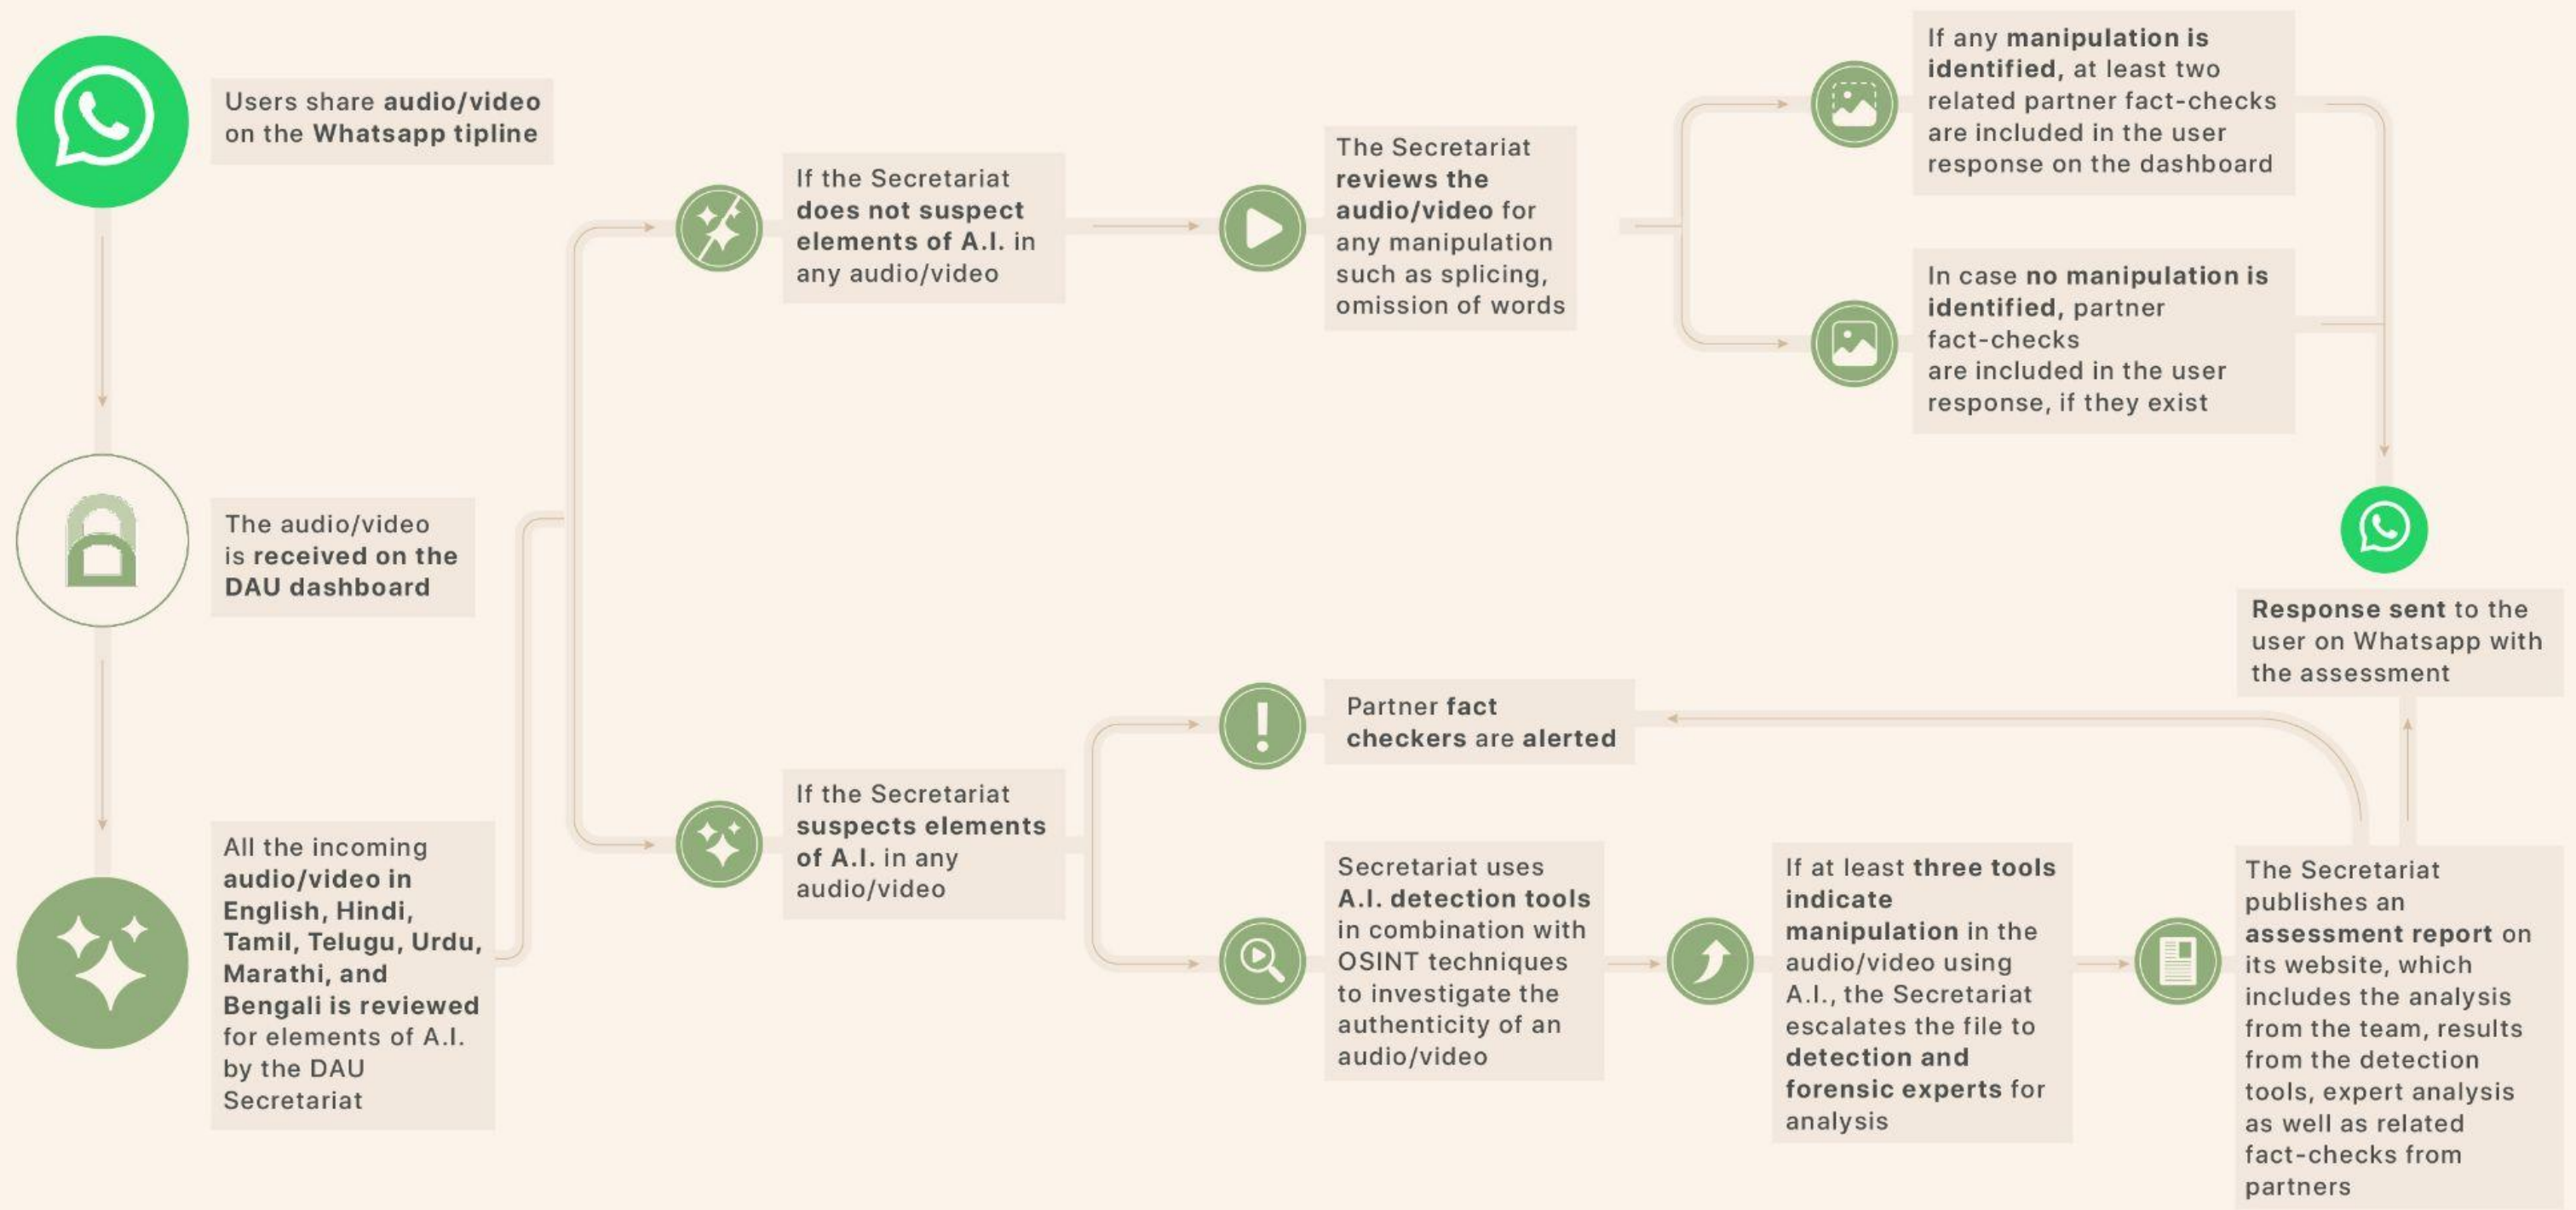 Users share audio/video
on the Whatsapp tipline
The audio/video
is received on the
DAU dashboard
All the incoming
audio/video in
English, Hindi,
Tamil, Telugu, Urdu,
Marathi, and
Bengali is reviewed
for elements of A.I.
by the DAU
Secretariat
If the Secretariat
does not suspect
elements of A.I. in
any audio/video
The Secretariat
reviews the
audio/video for
any manipulation
such as splicing,
omission of words
If any manipulation is
identified, at least two
related partner fact-checks
are included in the user
response on the dashboard
In case no manipulation is
identified, partner
fact-checks
are included in the user
response, if they exist
If the Secretariat
suspects elements
of A.I. in any
audio/video
Partner fact
checkers are alerted
Secretariat uses
A.I. detection tools
in combination with
OSINT techniques
to investigate the
authenticity of an
audio/video
If at least three tools
indicate
manipulation in the
audio/video using
A.I., the Secretariat
escalates the file to
detection and
forensic experts for
analysis
The Secretariat
publishes an
assessment report on
its website, which
includes the analysis
from the team, results
from the detection
tools, expert analysis
as well as related
fact-checks from
partners
Response sent to the
user on Whatsapp with
the assessment